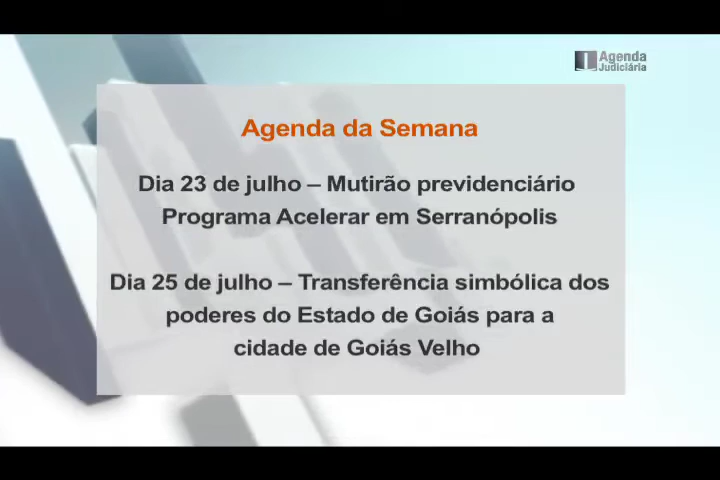 Agenda
Judiciária
Agenda da Semana
Dia 23 de julho – Mutirão previdenciário
Programa Acelerar em Serranópolis
Dia 25 de julho – Transferência simbólica dos
poderes do Estado de Goiás para a
cidade de Goiás Velho